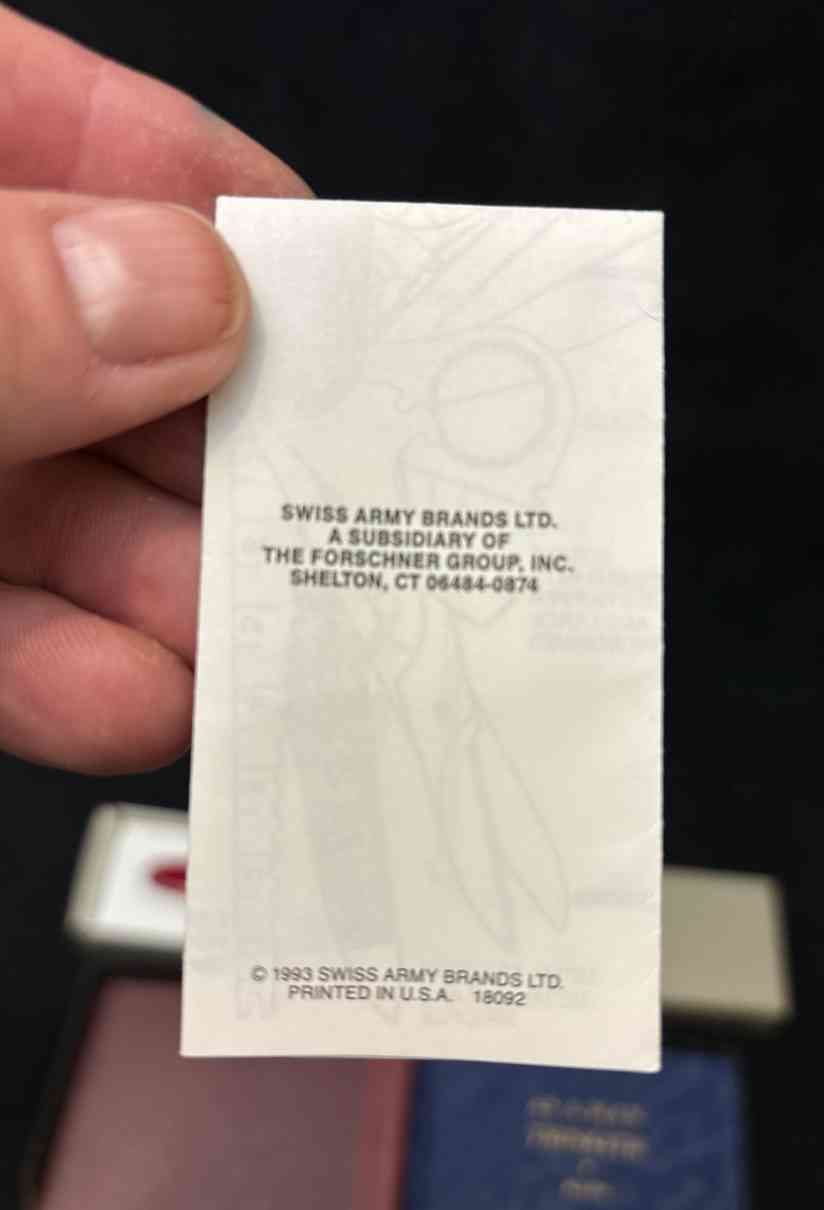 SWISS ARMY BRANDS LTD.
A SUBSIDIARY OF
THE FORSCHNER GROUP, INC.
SHELTON, CT 06484-0874
© 1993 SWISS ARMY BRANDS LTD.
PRINTED IN U.S.A. 18092